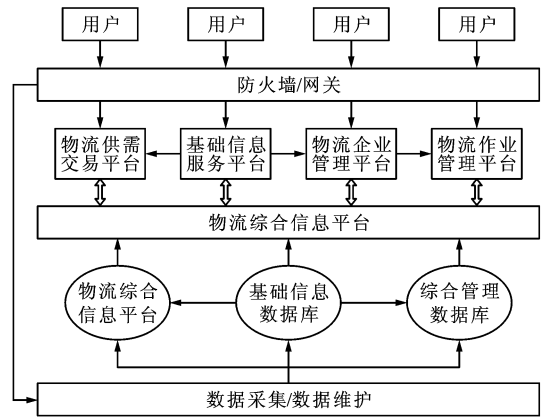 用户 用户 用户 用户
防火墙/网关
物流供需 基础信息 物流企业 物流作业
交易平台 服务平台 管理平台 管理平台
物流综合信息平台
物流综合 基础信息 综合管理
信息平台 数据库 数据库
数据采集/数据维护